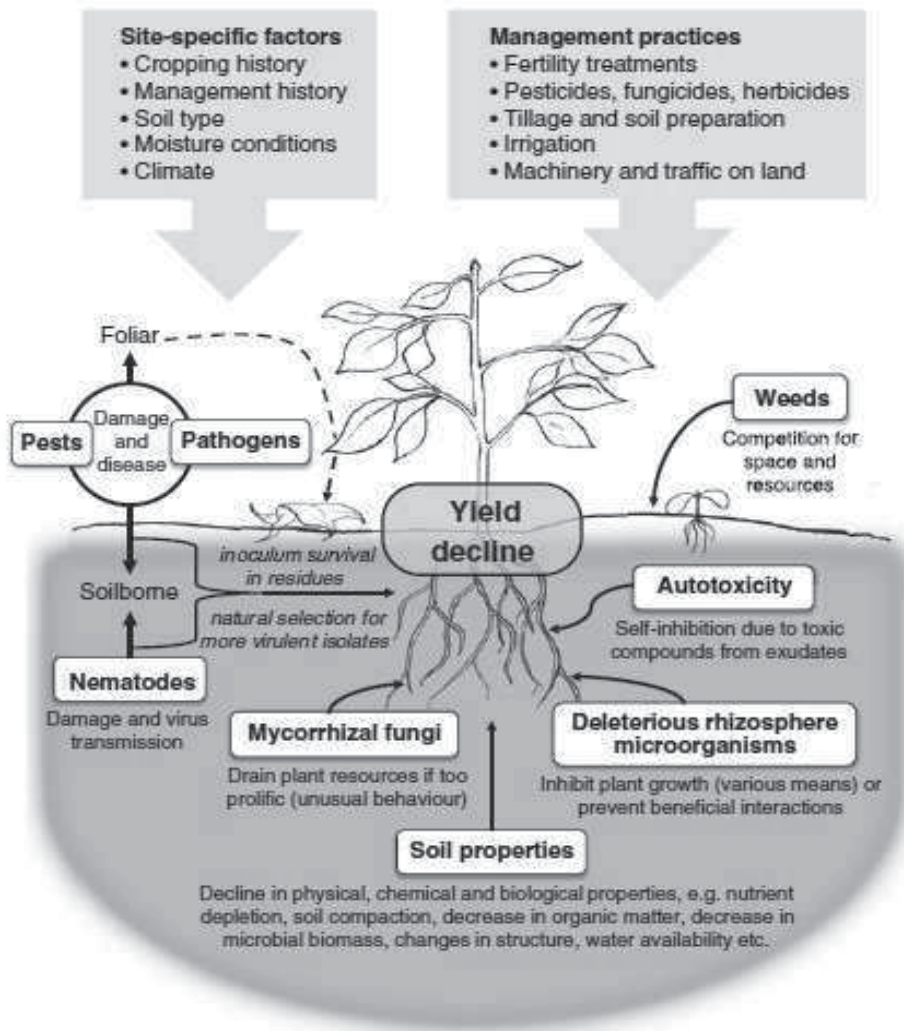 Site-specific factors
• Cropping history
• Management history
• Soil type
• Moisture conditions
• Climate
Management practices
• Fertility treatments
• Pesticides, fungicides, herbicides
• Tillage and soil preparation
• Irrigation
• Machinery and traffic on land
Foliar
Pests
Damage
and
disease
Pathogens
Weeds
Competition for
space and
resources
Yield
decline
inoculum survival
in residues
Soilborne
natural selection for
more virulent isolates
Autotoxicity
Self-inhibition due to toxic
compounds from exudates
Nematodes
Damage and virus
transmission
Mycorrhizal fungi
Drain plant resources if too
prolific (unusual behaviour)
Deleterious rhizosphere
microorganisms
Inhibit plant growth (various means) or
prevent beneficial interactions
Soil properties
Decline in physical, chemical and biological properties, e.g. nutrient
depletion, soil compaction, decrease in organic matter, decrease in
microbial biomass, changes in structure, water availability etc.